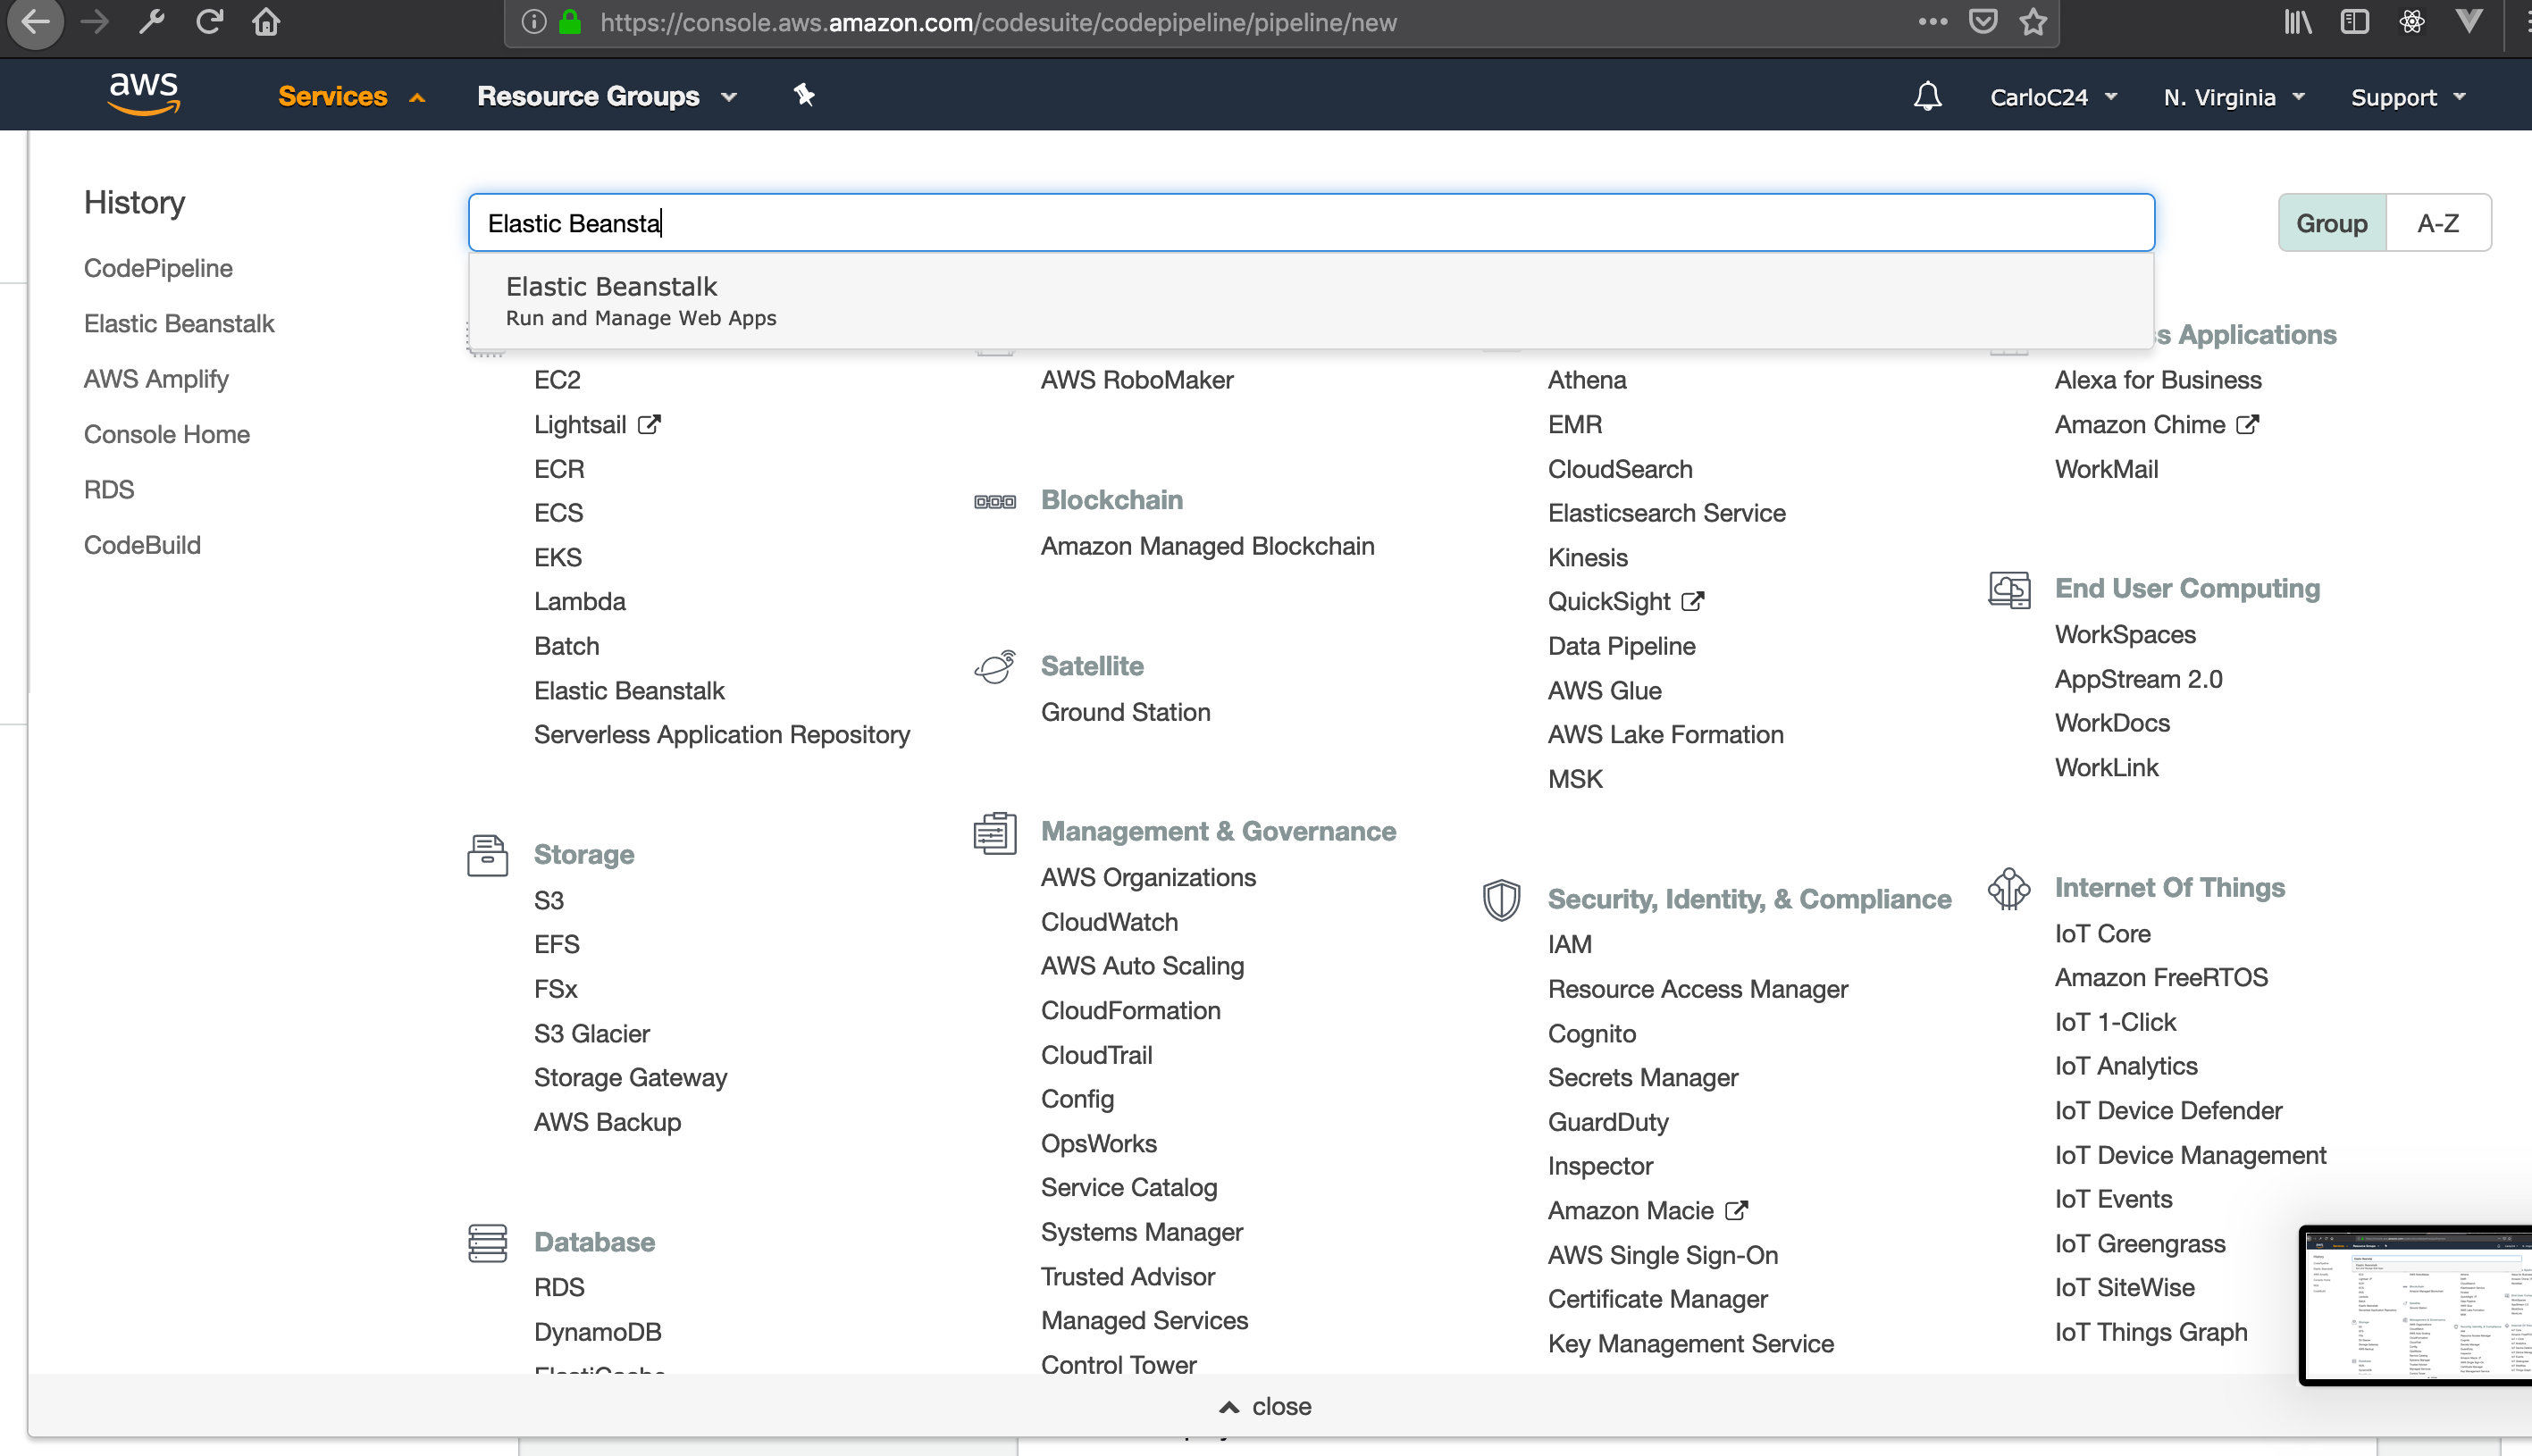 https://console.aws.amazon.com/codesuite/codepipeline/pipeline/new
aws
Services
Resource Groups
CarloC24
N. Virginia
Support
History
CodePipeline
Elastic Beanstalk
AWS Amplify
Console Home
RDS
CodeBuild
Elastic Beansta
Group
A-Z
Elastic Beanstalk
Run and Manage Web Apps
EC2
Lightsail
ECR
ECS
EKS
Lambda
Batch
Elastic Beanstalk
Serverless Application Repository
Storage
S3
EFS
FSx
S3 Glacier
Storage Gateway
AWS Backup
Database
RDS
DynamoDB
AWS RoboMaker
Blockchain
Amazon Managed Blockchain
Satellite
Ground Station
Management & Governance
AWS Organizations
CloudWatch
AWS Auto Scaling
CloudFormation
CloudTrail
Config
OpsWorks
Service Catalog
Systems Manager
Trusted Advisor
Managed Services
Control Tower
Athena
EMR
CloudSearch
Elasticsearch Service
Kinesis
QuickSight
Data Pipeline
AWS Glue
AWS Lake Formation
MSK
Security, Identity, & Compliance
IAM
Resource Access Manager
Cognito
Secrets Manager
GuardDuty
Inspector
Amazon Macie
AWS Single Sign-On
Certificate Manager
Key Management Service
s Applications
Alexa for Business
Amazon Chime
WorkMail
End User Computing
WorkSpaces
AppStream 2.0
WorkDocs
WorkLink
Internet Of Things
IoT Core
Amazon FreeRTOS
IoT 1-Click
IoT Analytics
IoT Device Defender
IoT Device Management
IoT Events
IoT Greengrass
IoT SiteWise
IoT Things Graph
close